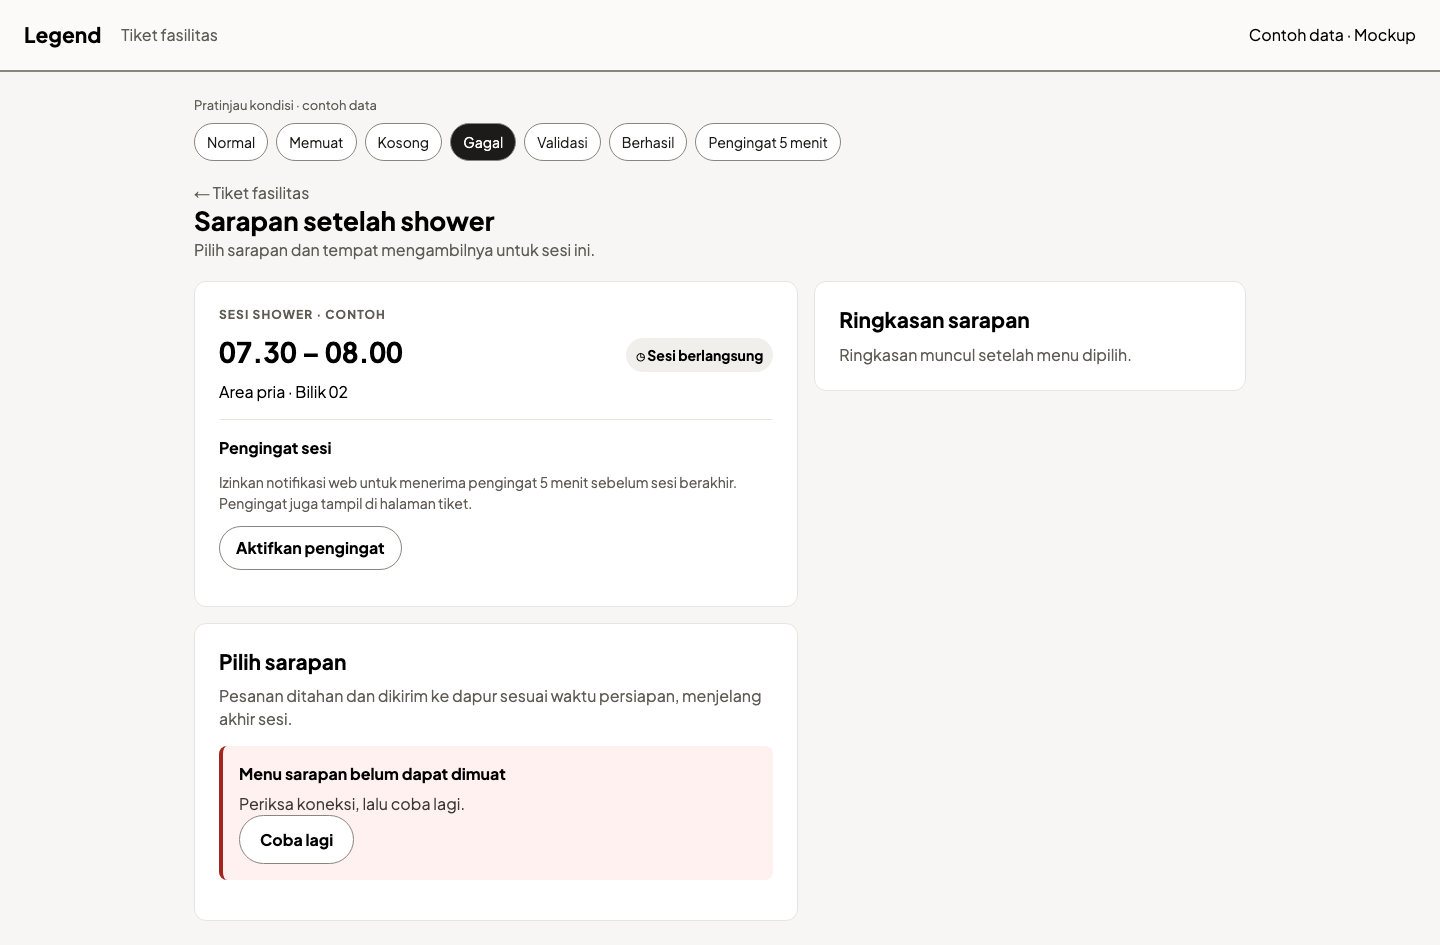 Legend
Tiket fasilitas
Contoh data · Mockup
Pratinjau kondisi · contoh data
Normal
Memuat
Kosong
Gagal
Validasi
Berhasil
Pengingat 5 menit
← Tiket fasilitas
Sarapan setelah shower
Pilih sarapan dan tempat mengambilnya untuk sesi ini.
SESI SHOWER · CONTOH
07.30 – 08.00
Sesi berlangsung
Area pria · Bilik 02
Pengingat sesi
Izinkan notifikasi web untuk menerima pengingat 5 menit sebelum sesi berakhir.
Pengingat juga tampil di halaman tiket.
Aktifkan pengingat
Ringkasan sarapan
Ringkasan muncul setelah menu dipilih.
Pilih sarapan
Pesanan ditahan dan dikirim ke dapur sesuai waktu persiapan, menjelang
akhir sesi.
Menu sarapan belum dapat dimuat
Periksa koneksi, lalu coba lagi.
Coba lagi